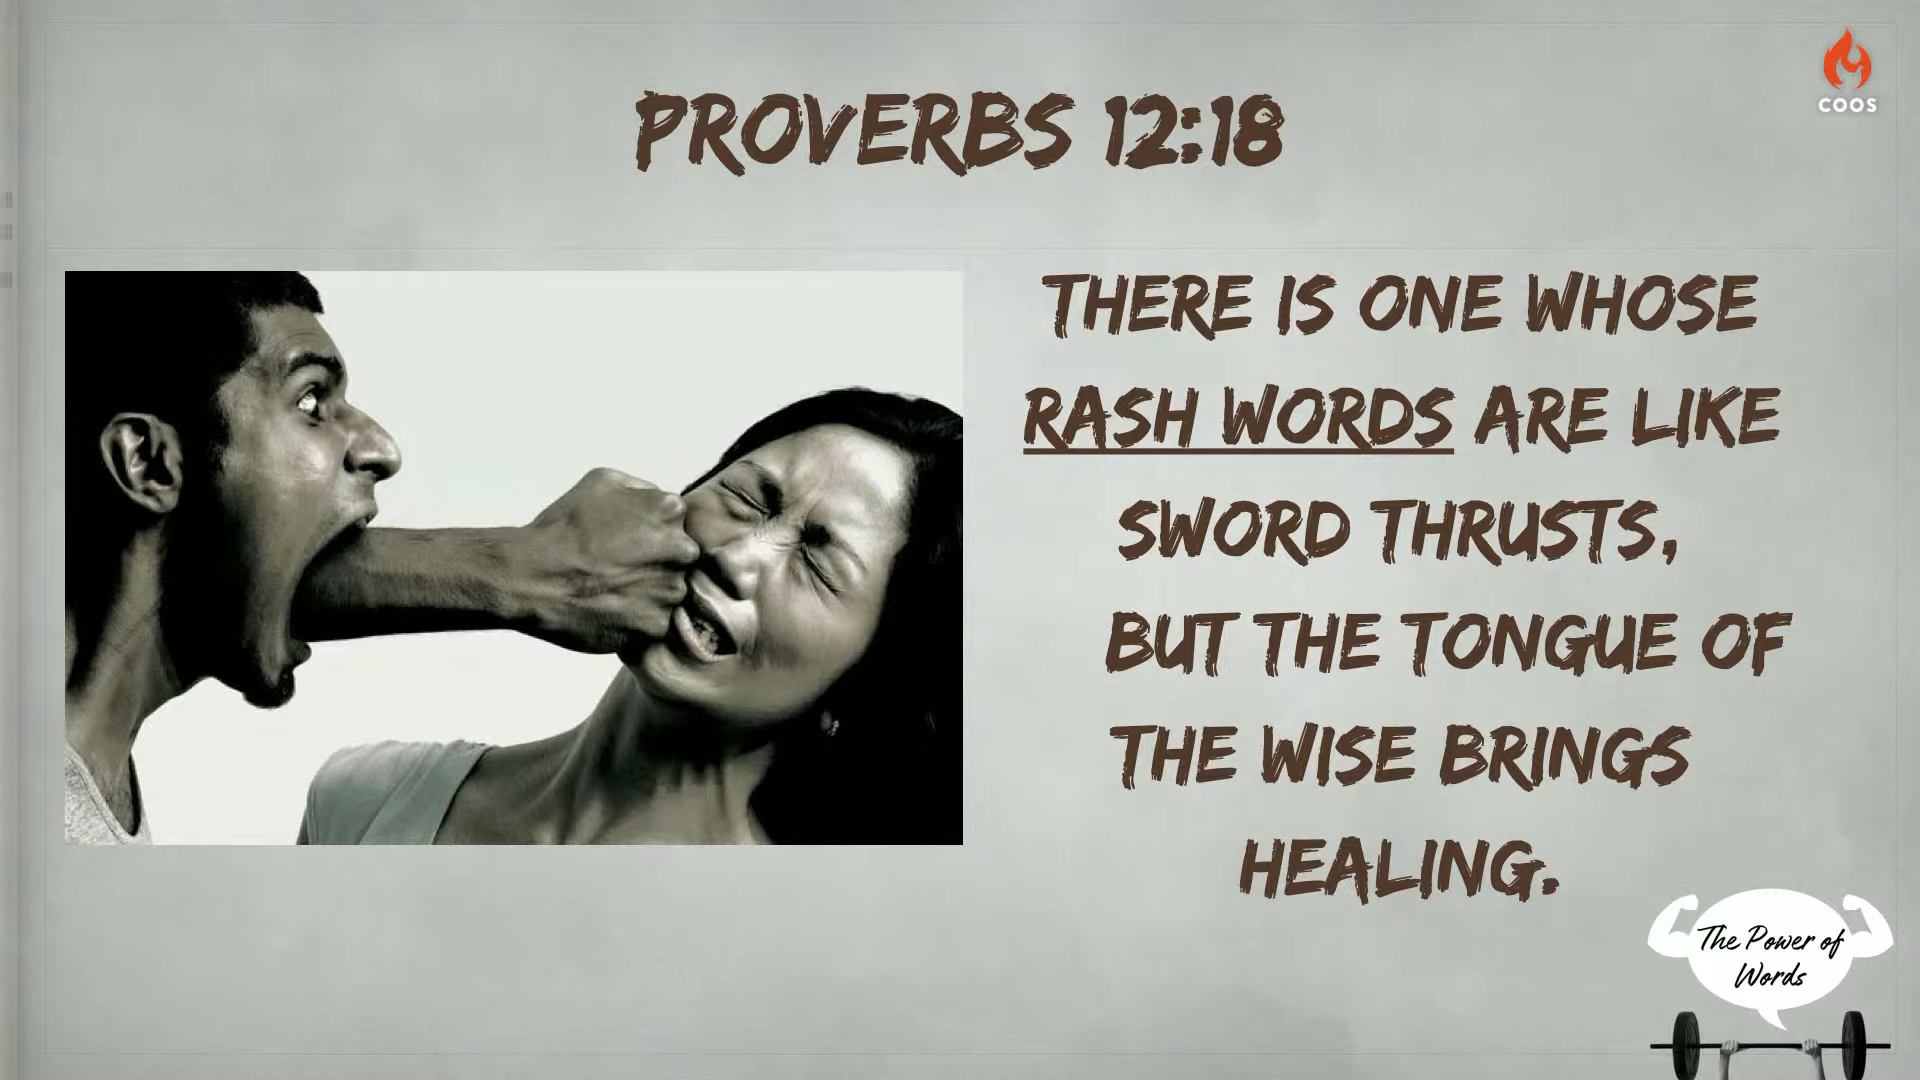 COOS
PROVERBS 12:18
THERE IS ONE WHOSE
RASH WORDS ARE LIKE
SWORD THRUSTS,
BUT THE TONGUE OF
THE WISE BRINGS
HEALING.
The Power of
Words